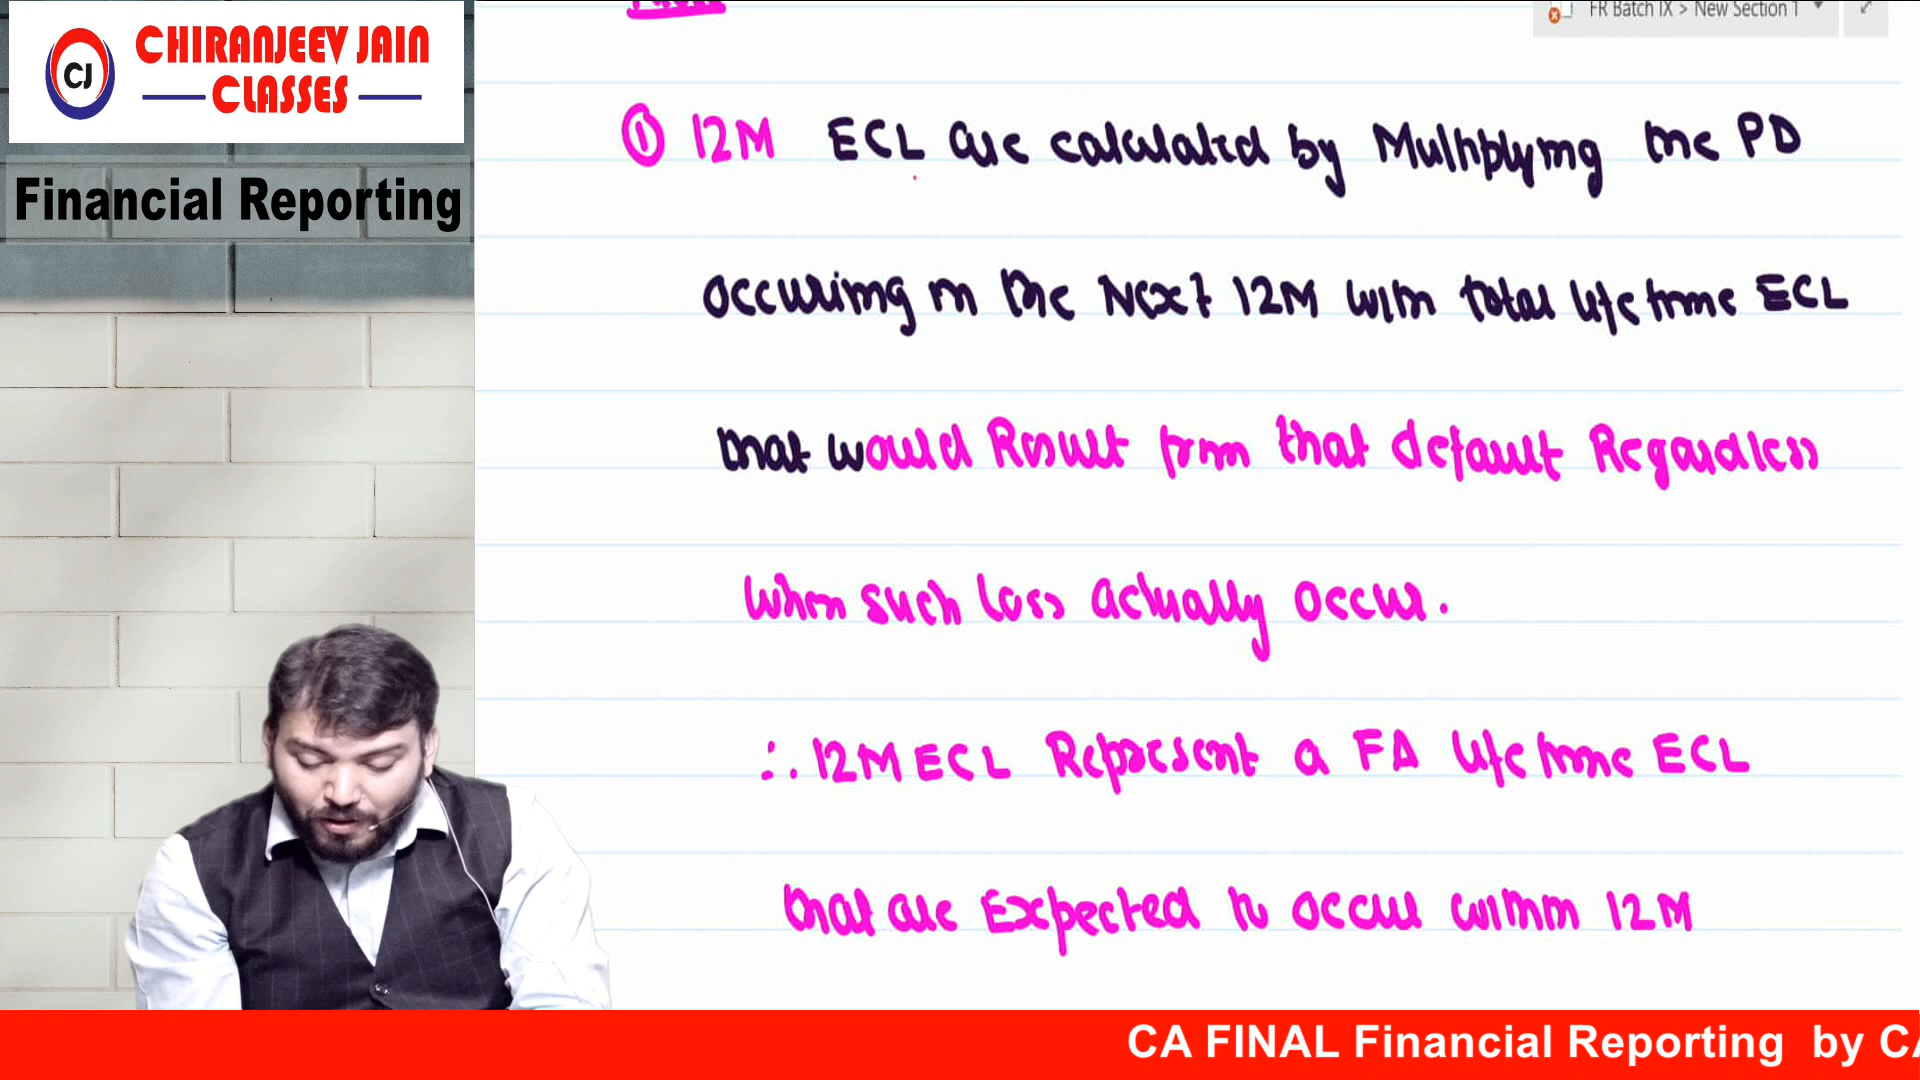 CHIRANJEEV JAIN
CLASSES
CJ
Financial Reporting
FR Batch IX > New Section 1
① 12M ECL are calculated by Multiplying the PD
occuring in the Next 12M with total lifetime ECL
that would Result from that default Regardless
when such loss actually occur.
∴ 12M ECL Represent a FA lifetime ECL
that are Expected to occur within 12M
CA FINAL Financial Reporting by CA